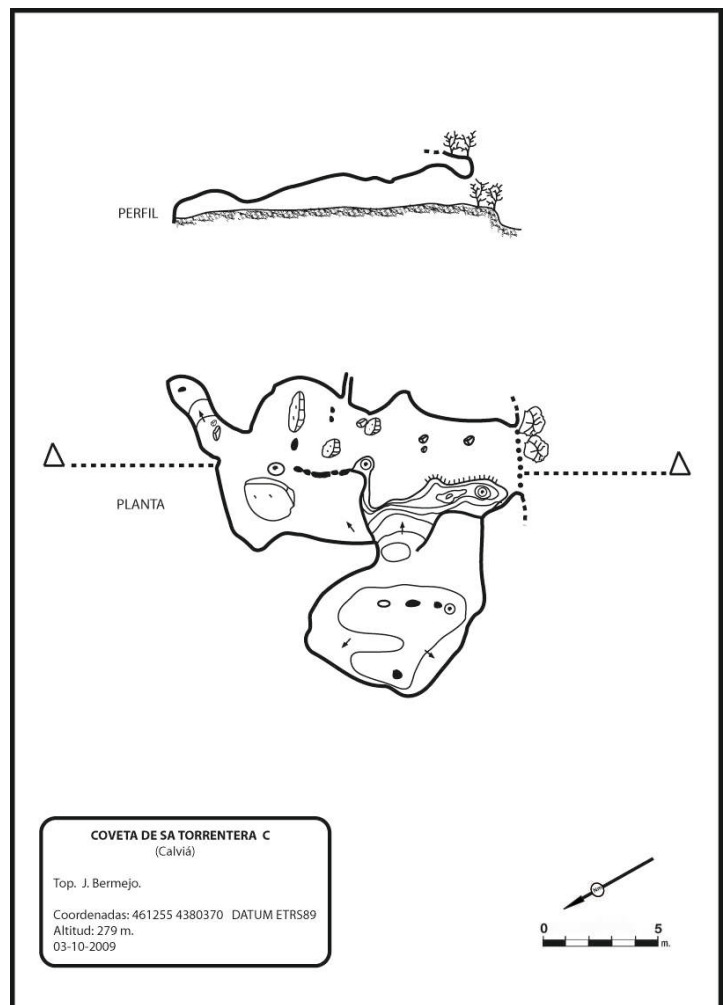 PERFIL
PLANTA
COVETA DE SA TORRENTERA C
(Calviá)
Top. J. Bermejo.
Coordenadas: 461255 4380370 DATUM ETRS89
Altitud: 279 m.
03-10-2009
0 5
m.